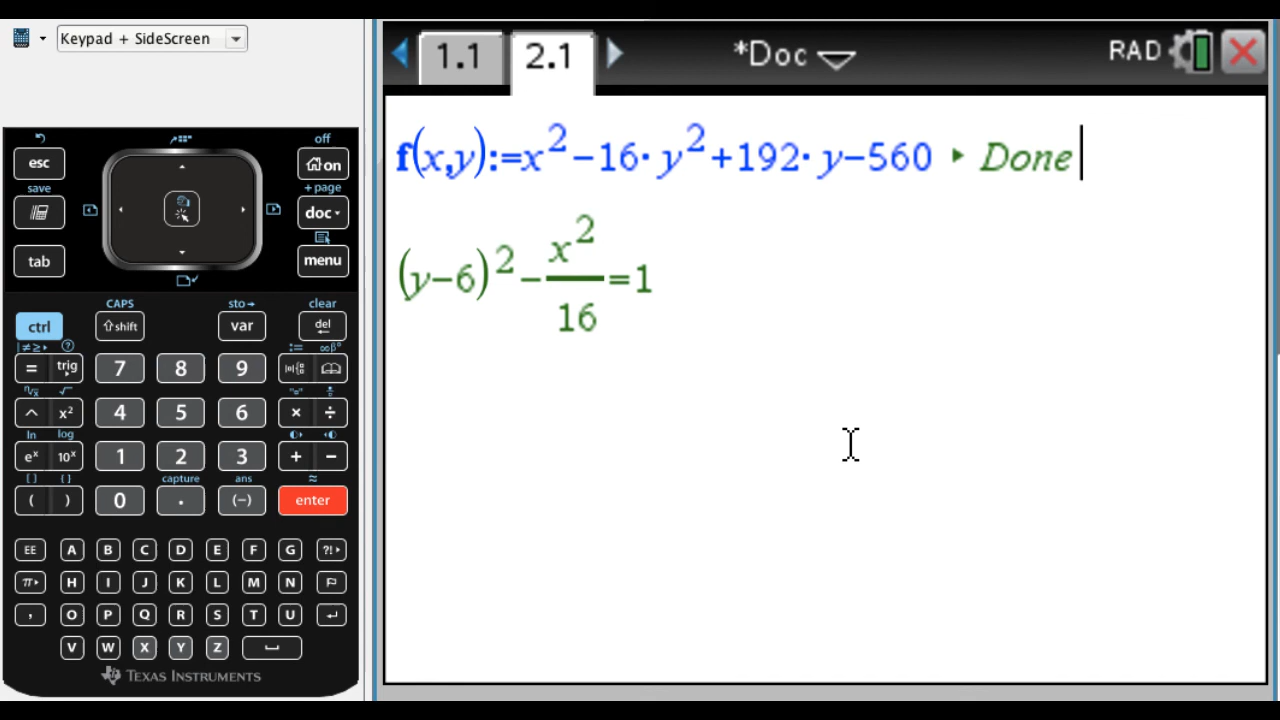 Keypad + SideScreen
1.1 2.1 *Doc RAD
f(x,y):=x²−16·y²+192·y−560 ▸ Done
(y−6)²−x²/16=1
off
esc on
save + page
doc
tab menu
CAPS sto→ clear
ctrl ⇧shift var del
|≠≥▸ ? := ∞β°
= trig 7 8 9
ⁿ√x √ "=" 
^ x² 4 5 6 × ÷
ln log
eˣ 10ˣ 1 2 3 + −
[ ] { } capture ans ≈
( ) 0 . (−) enter
EE A B C D E F G ?!▸
π▸ H I J K L M N
, O P Q R S T U ↵
V W X Y Z
TEXAS INSTRUMENTS